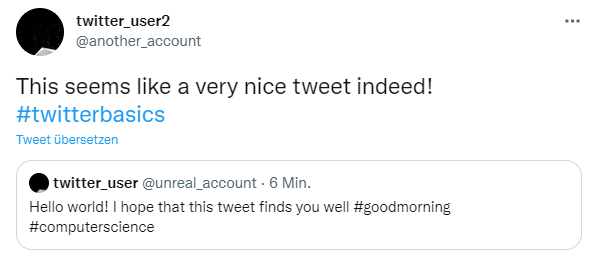 twitter_user2
@another_account
This seems like a very nice tweet indeed!
#twitterbasics
Tweet übersetzen
twitter_user @unreal_account · 6 Min.
Hello world! I hope that this tweet finds you well #goodmorning
#computerscience